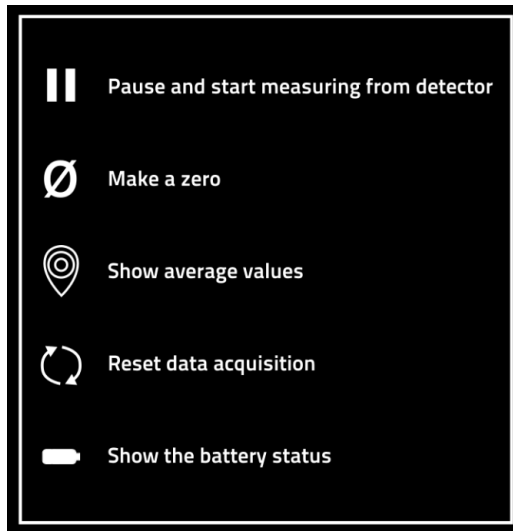 Pause and start measuring from detector
Ø Make a zero
Show average values
Reset data acquisition
Show the battery status